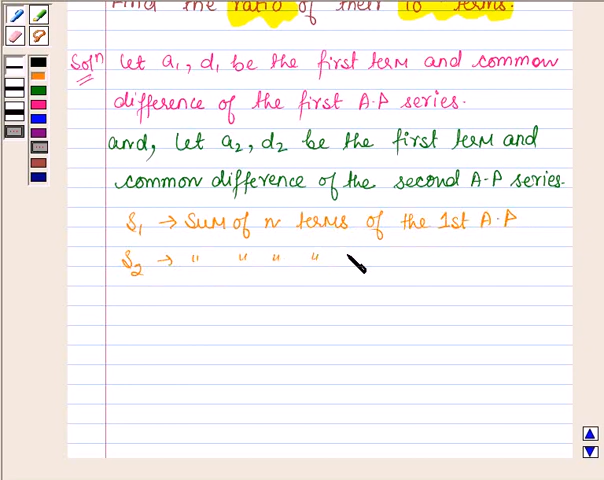 Find the ratio of their 10 terms.
Solⁿ Let a₁, d₁ be the first term and common
difference of the first A.P series.
and, Let a₂, d₂ be the first term and
common difference of the second A.P series.
S₁ → Sum of n terms of the 1st A.P
S₂ → " " " "